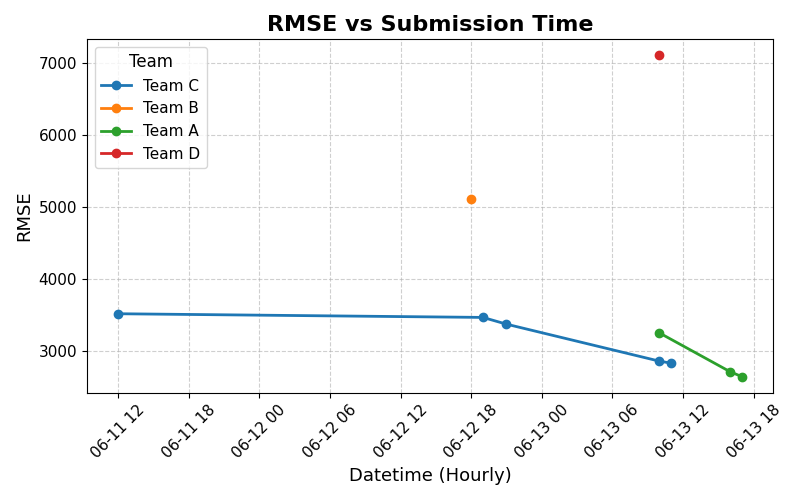 RMSE vs Submission Time
Team
Team C
Team B
Team A
Team D
RMSE
7000
6000
5000
4000
3000
06-11 12
06-11 18
06-12 00
06-12 06
06-12 12
06-12 18
06-13 00
06-13 06
06-13 12
06-13 18
Datetime (Hourly)